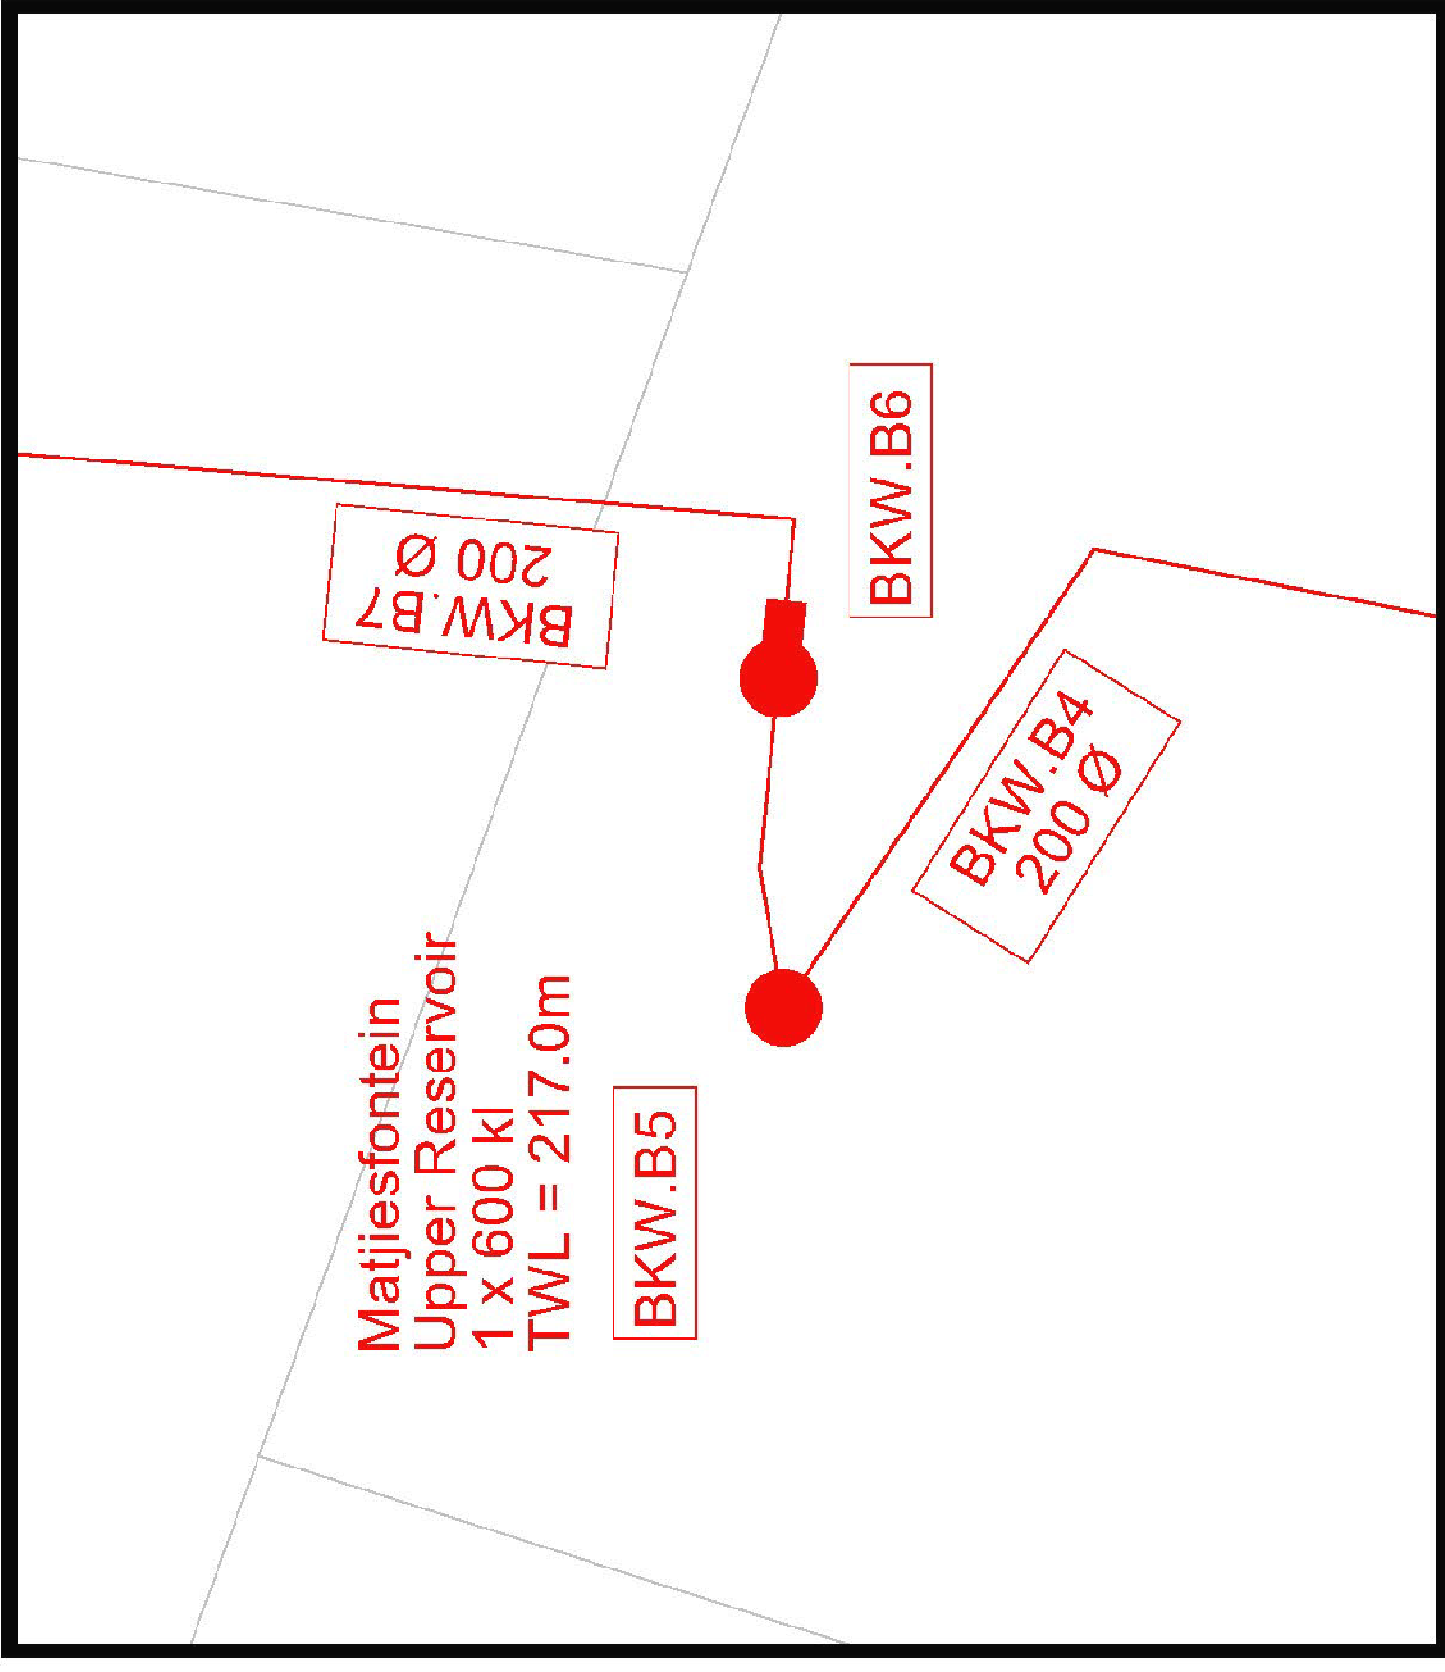 Matjiesfontein
Upper Reservoir
1 x 600 kl
TWL = 217.0m
BKW.B5
BKW.B7
200 Ø
BKW.B6
BKW.B4
200 Ø